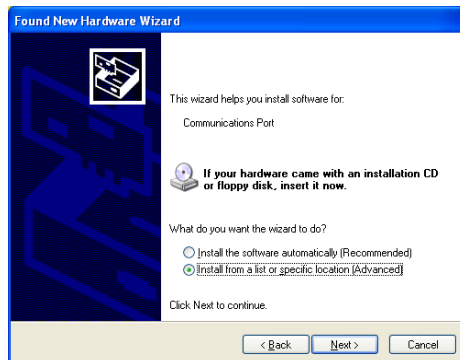 Found New Hardware Wizard
This wizard helps you install software for:
Communications Port
If your hardware came with an installation CD
or floppy disk, insert it now.
What do you want the wizard to do?
Install the software automatically (Recommended)
Install from a list or specific location (Advanced)
Click Next to continue.
< Back Next > Cancel